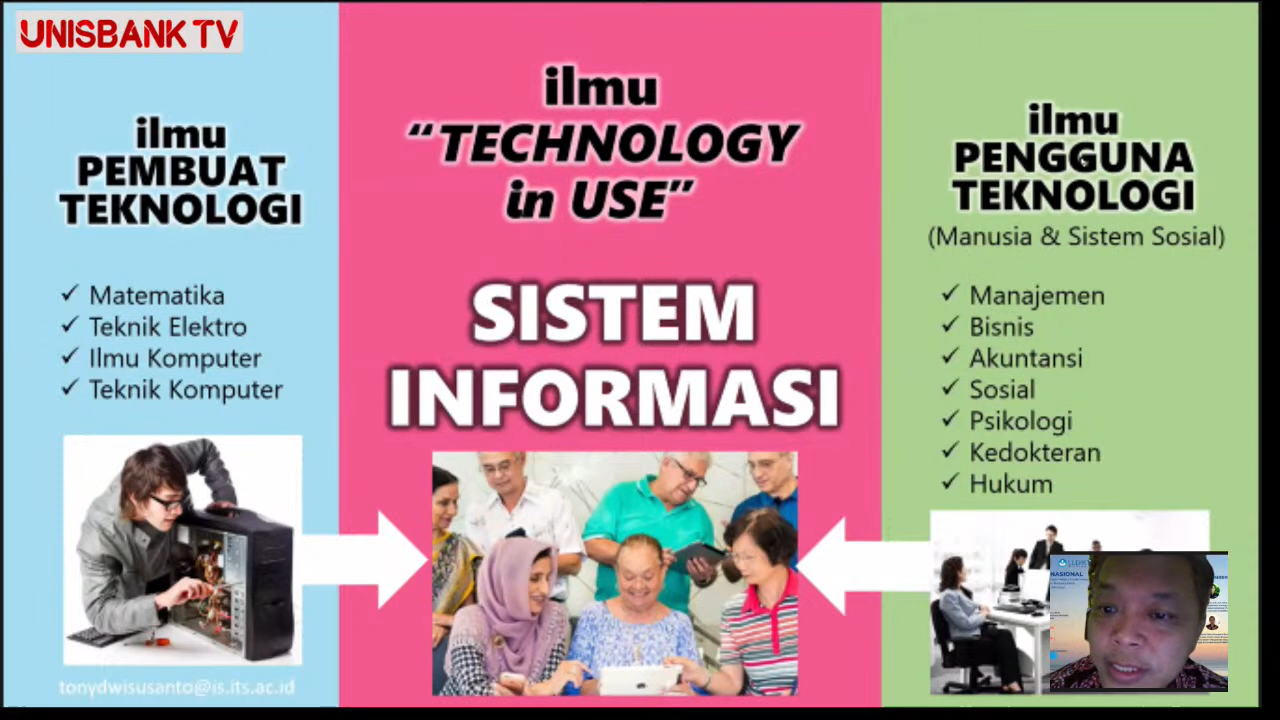 UNISBANK TV
ilmu
PEMBUAT
TEKNOLOGI
✓ Matematika
✓ Teknik Elektro
✓ Ilmu Komputer
✓ Teknik Komputer
tonydwisusanto@is.its.ac.id
ilmu
“TECHNOLOGY
in USE”
SISTEM
INFORMASI
ilmu
PENGGUNA
TEKNOLOGI
(Manusia & Sistem Sosial)
✓ Manajemen
✓ Bisnis
✓ Akuntansi
✓ Sosial
✓ Psikologi
✓ Kedokteran
✓ Hukum
NASIONAL